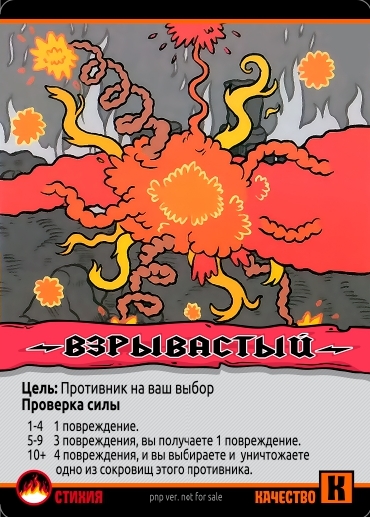 ВЗРЫВАСТЫЙ
Цель: Противник на ваш выбор
Проверка силы
1-4 1 повреждение.
5-9 3 повреждения, вы получаете 1 повреждение.
10+ 4 повреждения, и вы выбираете и уничтожаете
одно из сокровищ этого противника.
СТИХИЯ pnp ver. not for sale КАЧЕСТВО К